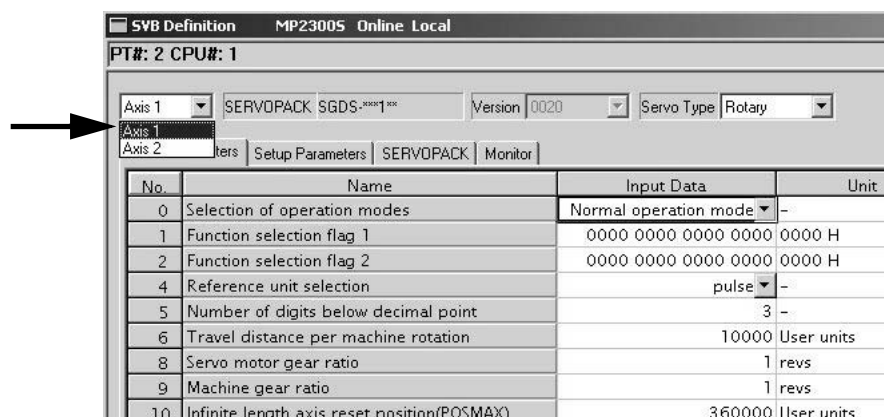 SVB Definition MP2300S Online Local
PT#: 2 CPU#: 1
Axis 1 SERVOPACK SGDS-***1** Version 0020 Servo Type Rotary
Axis 1
Axis 2
ters Setup Parameters SERVOPACK Monitor
No. Name Input Data Unit
0 Selection of operation modes Normal operation mode -
1 Function selection flag 1 0000 0000 0000 0000 0000 H
2 Function selection flag 2 0000 0000 0000 0000 0000 H
4 Reference unit selection pulse -
5 Number of digits below decimal point 3 -
6 Travel distance per machine rotation 10000 User units
8 Servo motor gear ratio 1 revs
9 Machine gear ratio 1 revs
10 Infinite length axis reset position(POSMAX) 360000 User units